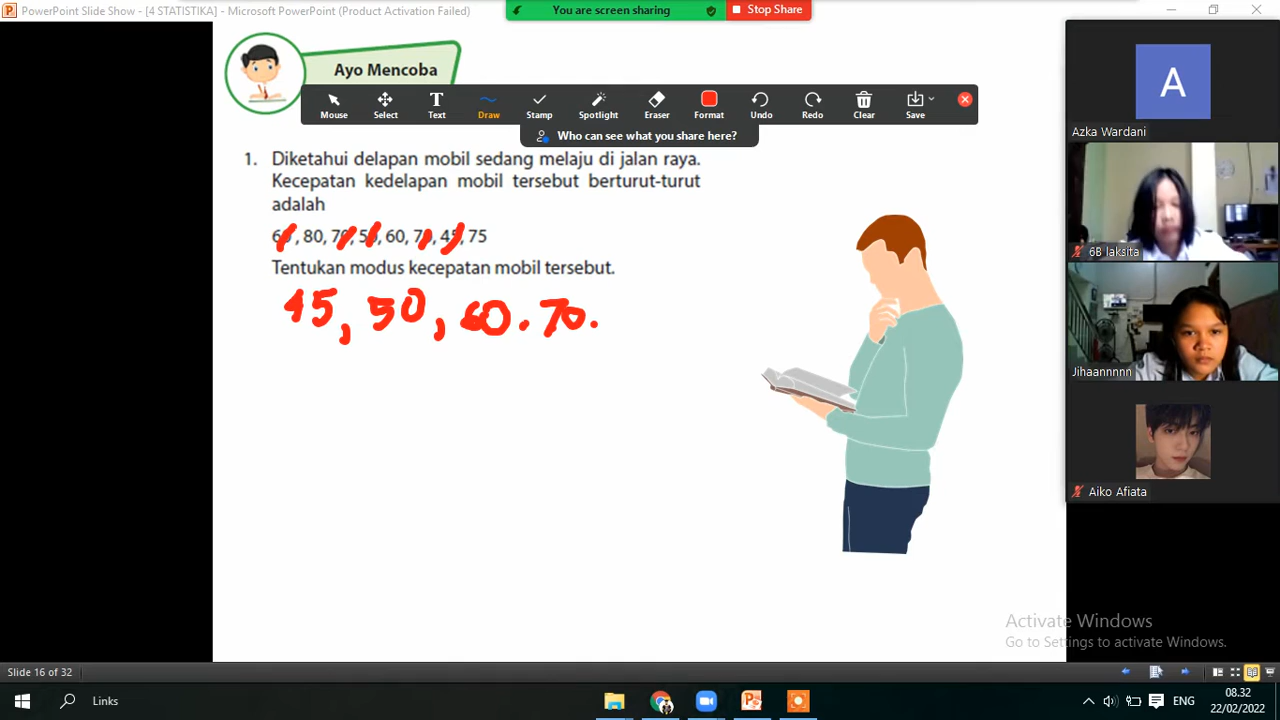 PowerPoint Slide Show - [4 STATISTIKA] - Microsoft PowerPoint (Product Activation Failed)
You are screen sharing
Stop Share
Ayo Mencoba
Mouse
Select
Text
Draw
Stamp
Spotlight
Eraser
Format
Undo
Redo
Clear
Save
Who can see what you share here?
1. Diketahui delapan mobil sedang melaju di jalan raya.
Kecepatan kedelapan mobil tersebut berturut-turut
adalah
80, 60, 75
Tentukan modus kecepatan mobil tersebut.
45, 50, 60. 70.
A
Azka Wardani
6B laksita
Jihaannnnn
Aiko Afiata
Activate Windows
Go to Settings to activate Windows.
Slide 16 of 32
Links
ENG
08.32
22/02/2022